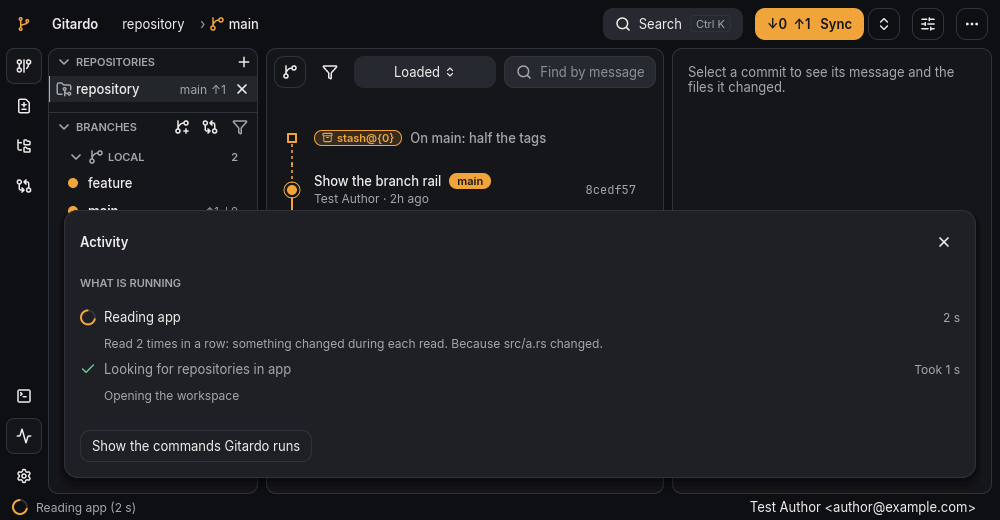 Gitardo
repository
main
Search
Ctrl K
↓0 ↑1 Sync
REPOSITORIES
repository
main ↑1
BRANCHES
LOCAL
2
feature
Loaded
Find by message
stash@{0}
On main: half the tags
Show the branch rail
main
Test Author · 2h ago
8cedf57
Select a commit to see its message and the
files it changed.
Activity
WHAT IS RUNNING
Reading app
2 s
Read 2 times in a row: something changed during each read. Because src/a.rs changed.
Looking for repositories in app
Took 1 s
Opening the workspace
Show the commands Gitardo runs
Reading app (2 s)
Test Author <author@example.com>